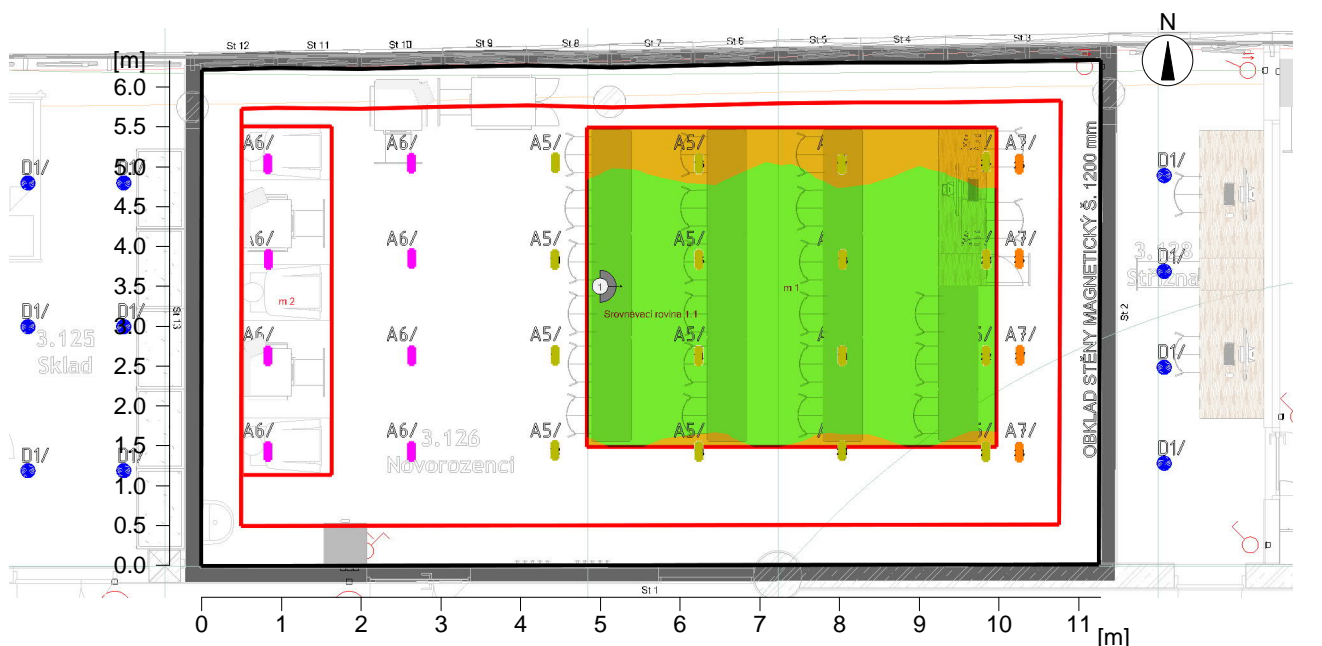 N
St 12 St 11 St 10 St 9 St 8 St 7 St 6 St 5 St 4 St 3
[m]
6.0
5.5
A6/ A6/ A5/ A5/ A7/
D1/ D1/ 5.0 D1/
4.5
4.0
A6/ A6/ A5/ A5/ A7/
3.128
Střižna
D1/
3.5
1
m 2
m 1
Srovnávací rovina 1.1
St 13
St 2
OBKLAD STĚNY MAGNETICKÝ Š. 1200 mm
D1/ D1/ 3.0
3.125
Sklad
A6/ A6/ A5/ A5/ A7/
D1/
2.5
2.0
A6/ A6/ A5/ A5/ A7/
3.126
Novorozenci
D1/
D1/ D1/ 1.5
1.0
0.5
0.0
St 1
0 1 2 3 4 5 6 7 8 9 10 11 [m]